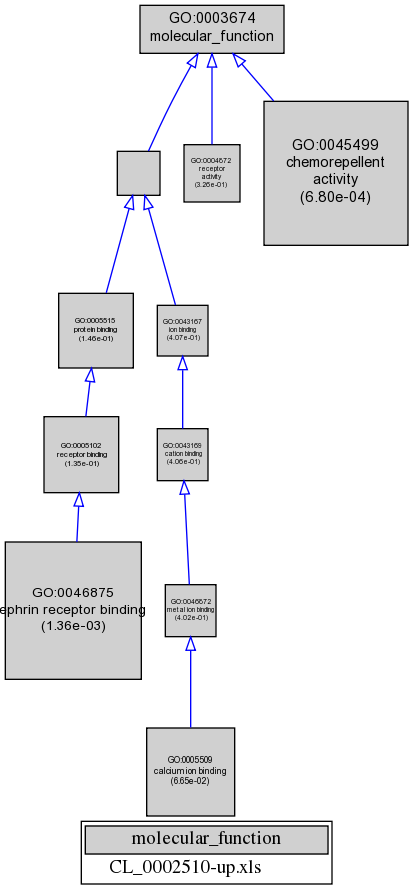 GO:0003674
molecular_function
GO:0045499
chemorepellent
activity
(6.80e-04)
GO:0004872
receptor
activity
(3.26e-01)
GO:0005515
protein binding
(1.46e-01)
GO:0043167
ion binding
(4.07e-01)
GO:0005102
receptor binding
(1.35e-01)
GO:0043169
cation binding
(4.06e-01)
GO:0046875
ephrin receptor binding
(1.36e-03)
GO:0046872
metal ion binding
(4.02e-01)
GO:0005509
calcium ion binding
(6.65e-02)
molecular_function
CL_0002510-up.xls